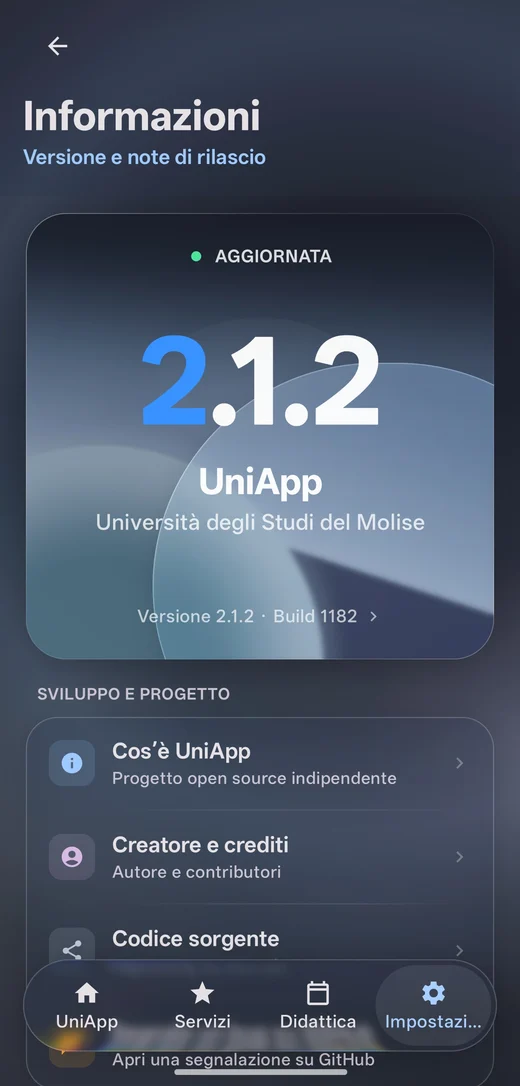 Informazioni
Versione e note di rilascio
AGGIORNATA
2.1.2
UniApp
Università degli Studi del Molise
Versione 2.1.2 · Build 1182
SVILUPPO E PROGETTO
Cos’è UniApp
Progetto open source indipendente
Creatore e crediti
Autore e contributori
Codice sorgente
UniApp
Servizi
Didattica
Impostazi...
Apri una segnalazione su GitHub